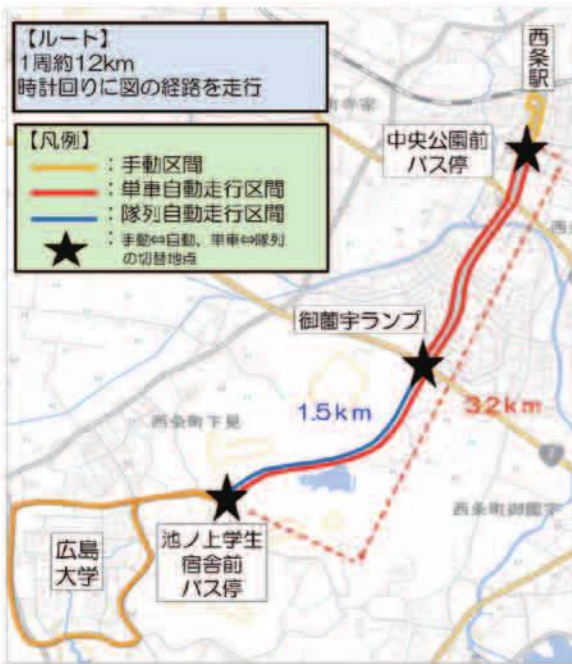 【ルート】
1周約12km
時計回りに図の経路を走行
【凡例】
：手動区間
：単車自動走行区間
：隊列自動走行区間
：手動⇔自動、単車⇔隊列
の切替地点
西条駅
中央公園前
バス停
御薗宇ランプ
1.5km
32km
西条町下見
2
西条町御薗宇
池ノ上学生
宿舎前
バス停
広島
大学